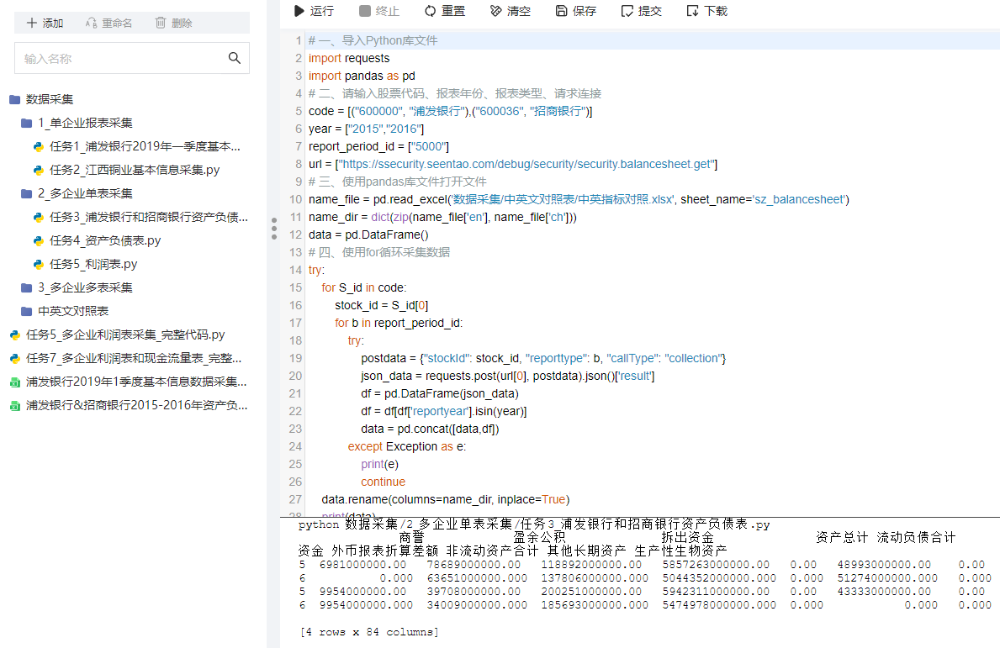 添加 重命名 删除
输入名称
数据采集
1_单企业报表采集
任务1_浦发银行2019年一季度基本...
任务2_江西铜业基本信息采集.py
2_多企业单表采集
任务3_浦发银行和招商银行资产负债...
任务4_资产负债表.py
任务5_利润表.py
3_多企业多表采集
中英文对照表
任务5_多企业利润表采集_完整代码.py
任务7_多企业利润表和现金流量表_完整...
浦发银行2019年1季度基本信息数据采集...
浦发银行&招商银行2015-2016年资产负...
运行 终止 重置 清空 保存 提交 下载
1 # 一、导入Python库文件
2 import requests
3 import pandas as pd
4 # 二、请输入股票代码、报表年份、报表类型、请求连接
5 code = [("600000", "浦发银行"),("600036", "招商银行")]
6 year = ["2015","2016"]
7 report_period_id = ["5000"]
8 url = ["https://ssecurity.seentao.com/debug/security/security.balancesheet.get"]
9 # 三、使用pandas库文件打开文件
10 name_file = pd.read_excel('数据采集/中英文对照表/中英指标对照.xlsx', sheet_name='sz_balancesheet')
11 name_dir = dict(zip(name_file['en'], name_file['ch']))
12 data = pd.DataFrame()
13 # 四、使用for循环采集数据
14 try:
15 for S_id in code:
16 stock_id = S_id[0]
17 for b in report_period_id:
18 try:
19 postdata = {"stockId": stock_id, "reporttype": b, "callType": "collection"}
20 json_data = requests.post(url[0], postdata).json()['result']
21 df = pd.DataFrame(json_data)
22 df = df[df['reportyear'].isin(year)]
23 data = pd.concat([data,df])
24 except Exception as e:
25 print(e)
26 continue
27 data.rename(columns=name_dir, inplace=True)
28 print(data)
python 数据采集/2_多企业单表采集/任务3_浦发银行和招商银行资产负债表.py
商誉 盈余公积 拆出资金 资产总计 流动负债合计
资金 外币报表折算差额 非流动资产合计 其他长期资产 生产性生物资产
5 6981000000.00 78689000000.00 118892000000.00 5857263000000.00 0.00 48993000000.00 0.00
6 0.000 63651000000.000 137806000000.000 5044352000000.000 0.000 51274000000.000 0.000
5 9954000000.00 39708000000.00 200251000000.00 5942311000000.00 0.00 43333000000.00 0.00
6 9954000000.000 34009000000.000 185693000000.000 5474978000000.000 0.000 0.000 0.000
[4 rows x 84 columns]